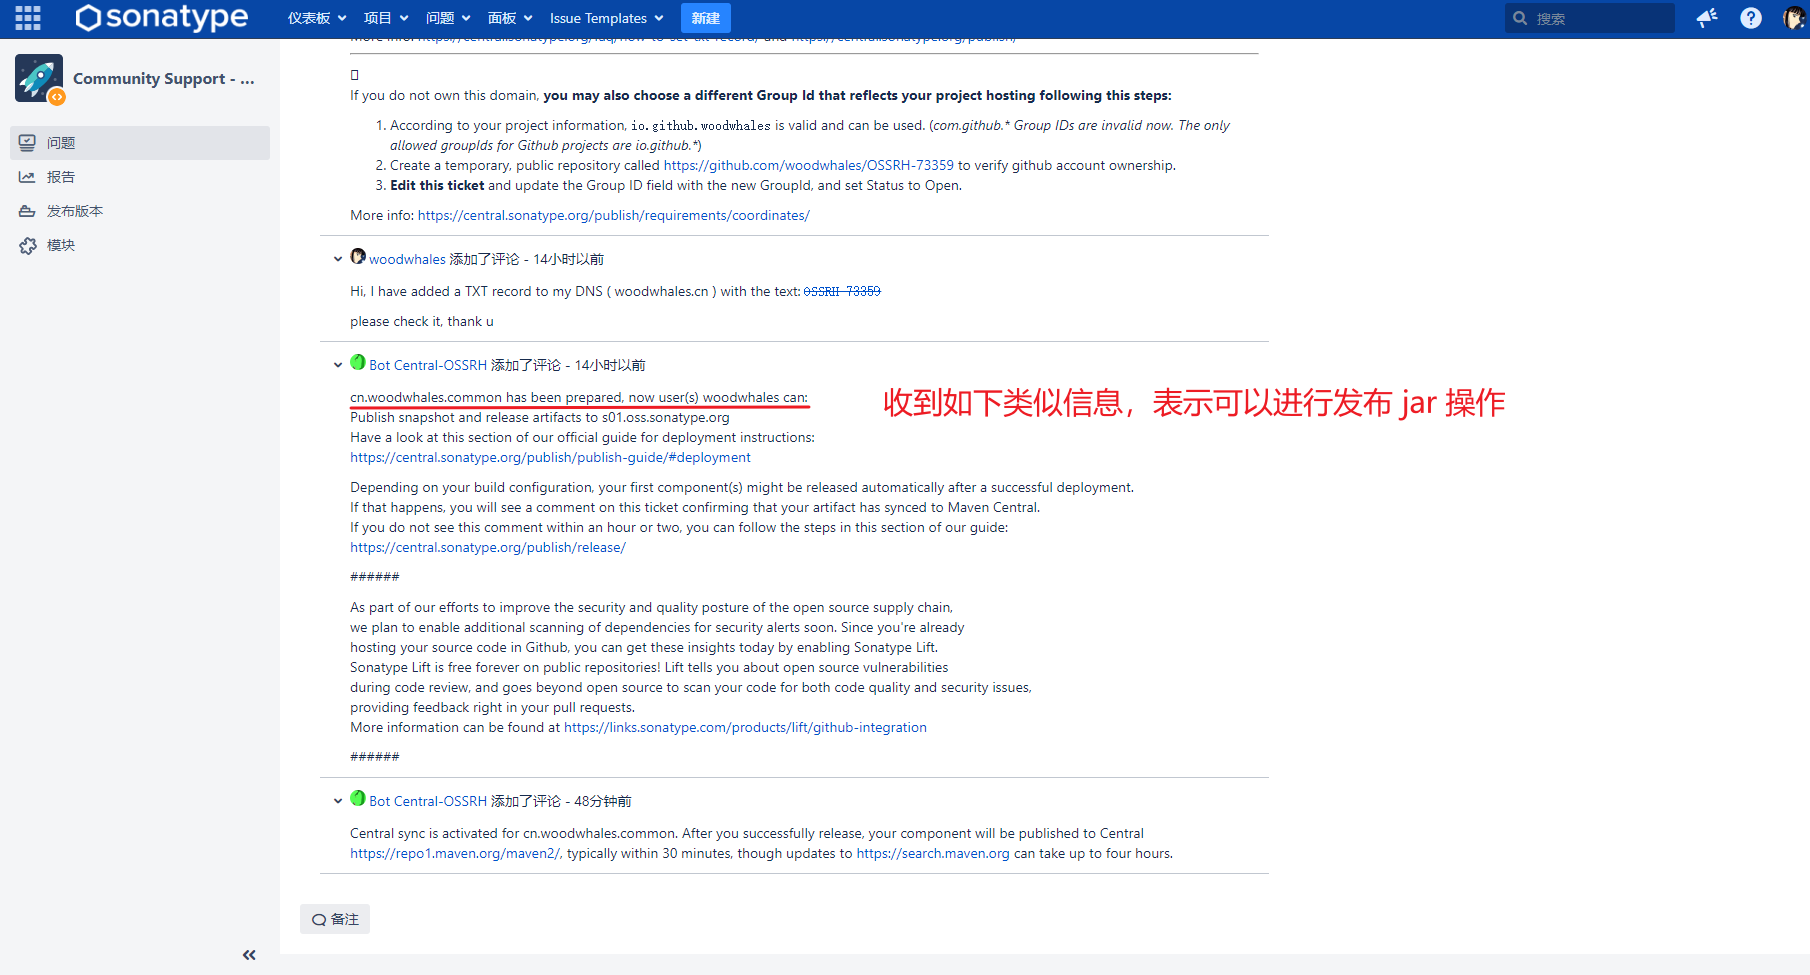 sonatype 仪表板 项目 问题 面板 Issue Templates 新建 搜索
Community Support - ...
问题
报告
发布版本
模块
More info: https://central.sonatype.org/faq/how-to-set-txt-record/ and https://central.sonatype.org/publish/
If you do not own this domain, you may also choose a different Group Id that reflects your project hosting following this steps:
1. According to your project information, io.github.woodwhales is valid and can be used. (com.github.* Group IDs are invalid now. The only
allowed groupIds for Github projects are io.github.*)
2. Create a temporary, public repository called https://github.com/woodwhales/OSSRH-73359 to verify github account ownership.
3. Edit this ticket and update the Group ID field with the new GroupId, and set Status to Open.
More info: https://central.sonatype.org/publish/requirements/coordinates/
woodwhales 添加了评论 - 14小时以前
Hi, I have added a TXT record to my DNS ( woodwhales.cn ) with the text: OSSRH-73359
please check it, thank u
Bot Central-OSSRH 添加了评论 - 14小时以前
cn.woodwhales.common has been prepared, now user(s) woodwhales can:
收到如下类似信息，表示可以进行发布 jar 操作
Publish snapshot and release artifacts to s01.oss.sonatype.org
Have a look at this section of our official guide for deployment instructions:
https://central.sonatype.org/publish/publish-guide/#deployment
Depending on your build configuration, your first component(s) might be released automatically after a successful deployment.
If that happens, you will see a comment on this ticket confirming that your artifact has synced to Maven Central.
If you do not see this comment within an hour or two, you can follow the steps in this section of our guide:
https://central.sonatype.org/publish/release/
######
As part of our efforts to improve the security and quality posture of the open source supply chain,
we plan to enable additional scanning of dependencies for security alerts soon. Since you're already
hosting your source code in Github, you can get these insights today by enabling Sonatype Lift.
Sonatype Lift is free forever on public repositories! Lift tells you about open source vulnerabilities
during code review, and goes beyond open source to scan your code for both code quality and security issues,
providing feedback right in your pull requests.
More information can be found at https://links.sonatype.com/products/lift/github-integration
######
Bot Central-OSSRH 添加了评论 - 48分钟前
Central sync is activated for cn.woodwhales.common. After you successfully release, your component will be published to Central
https://repo1.maven.org/maven2/, typically within 30 minutes, though updates to https://search.maven.org can take up to four hours.
备注